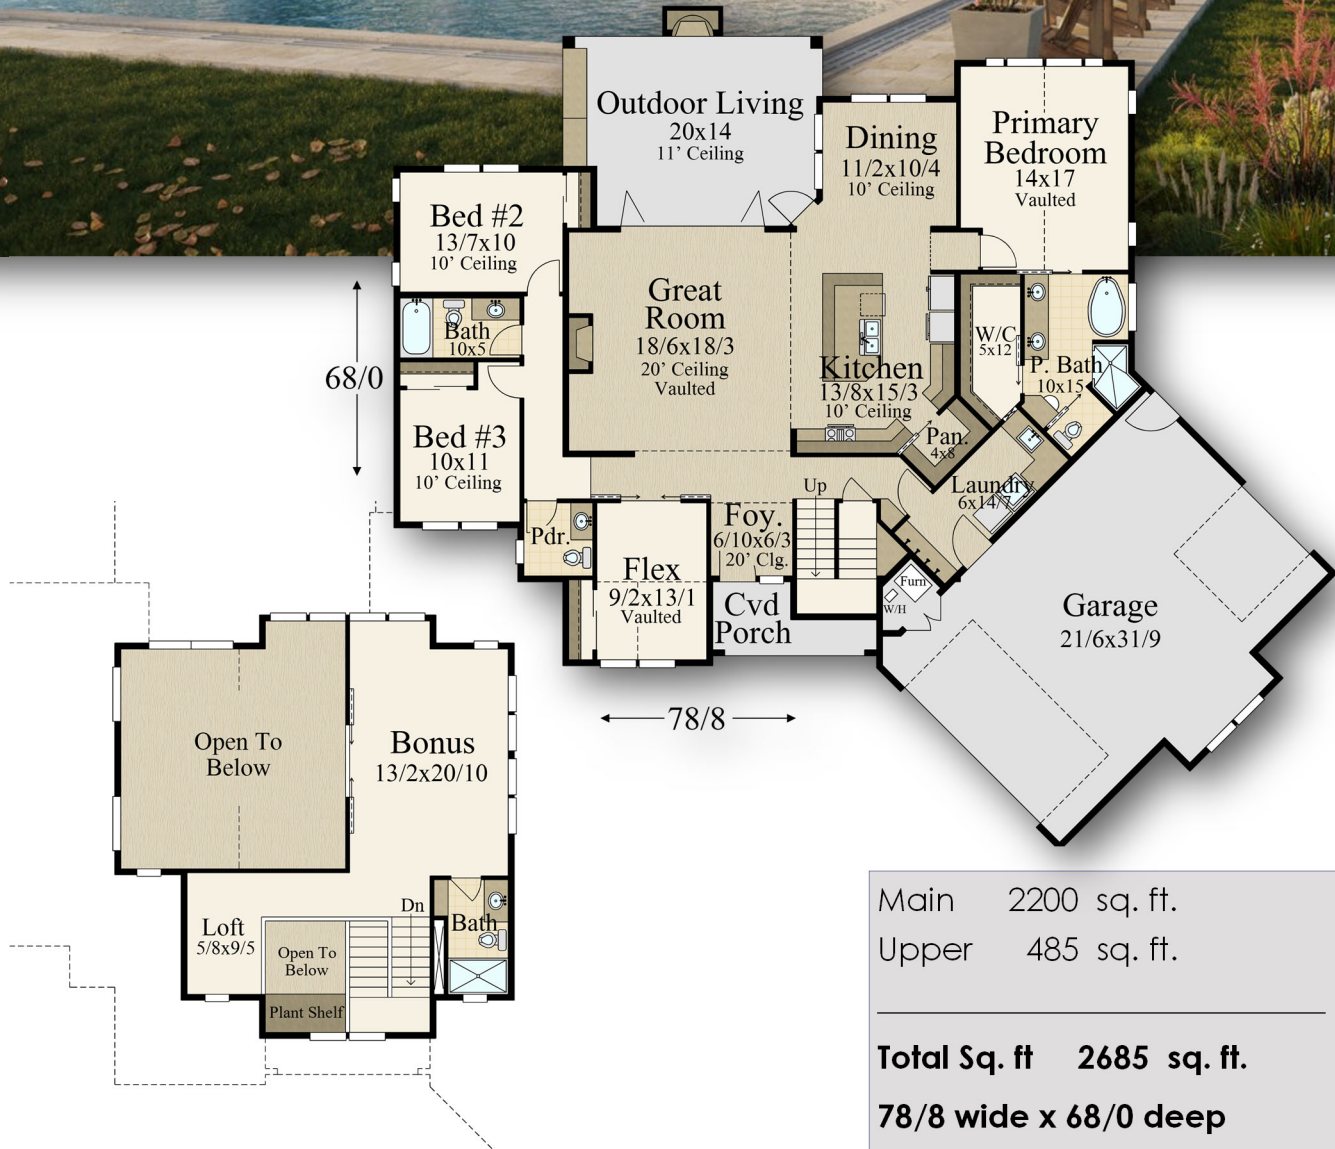 Outdoor Living
20x14
11' Ceiling
Dining
11/2x10/4
10' Ceiling
Primary
Bedroom
14x17
Vaulted
Bed #2
13/7x10
10' Ceiling
Great
Room
18/6x18/3
20' Ceiling
Vaulted
Bath
10x5
W/C
5x12
P. Bath
10x15
Kitchen
13/8x15/3
10' Ceiling
68/0
Bed #3
10x11
10' Ceiling
Pan.
4x8
Laundry
6x14/7
Up
Foy.
6/10x6/3
20' Clg.
Pdr.
Flex
9/2x13/1
Vaulted
Cvd
Porch
Furn
W/H
Garage
21/6x31/9
78/8
Open To
Below
Bonus
13/2x20/10
Loft
5/8x9/5
Open To
Below
Dn
Bath
Plant Shelf
Main 2200 sq. ft.
Upper 485 sq. ft.
Total Sq. ft 2685 sq. ft.
78/8 wide x 68/0 deep